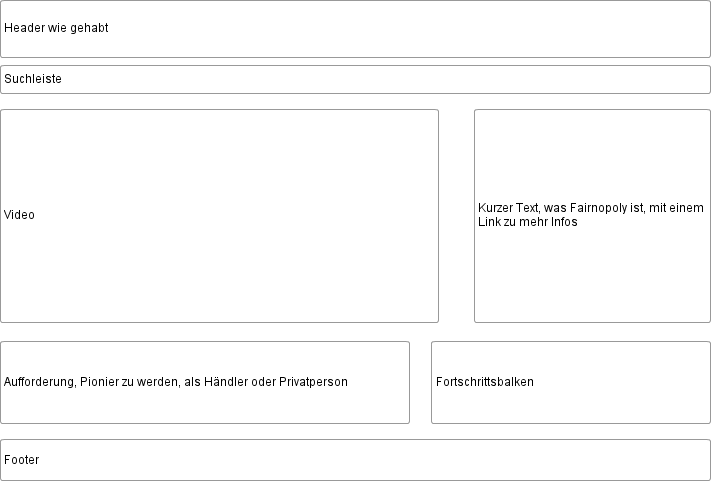 Header wie gehabt
Suchleiste
Video
Kurzer Text, was Fairnopoly ist, mit einem
Link zu mehr Infos
Aufforderung, Pionier zu werden, als Händler oder Privatperson
Fortschrittsbalken
Footer